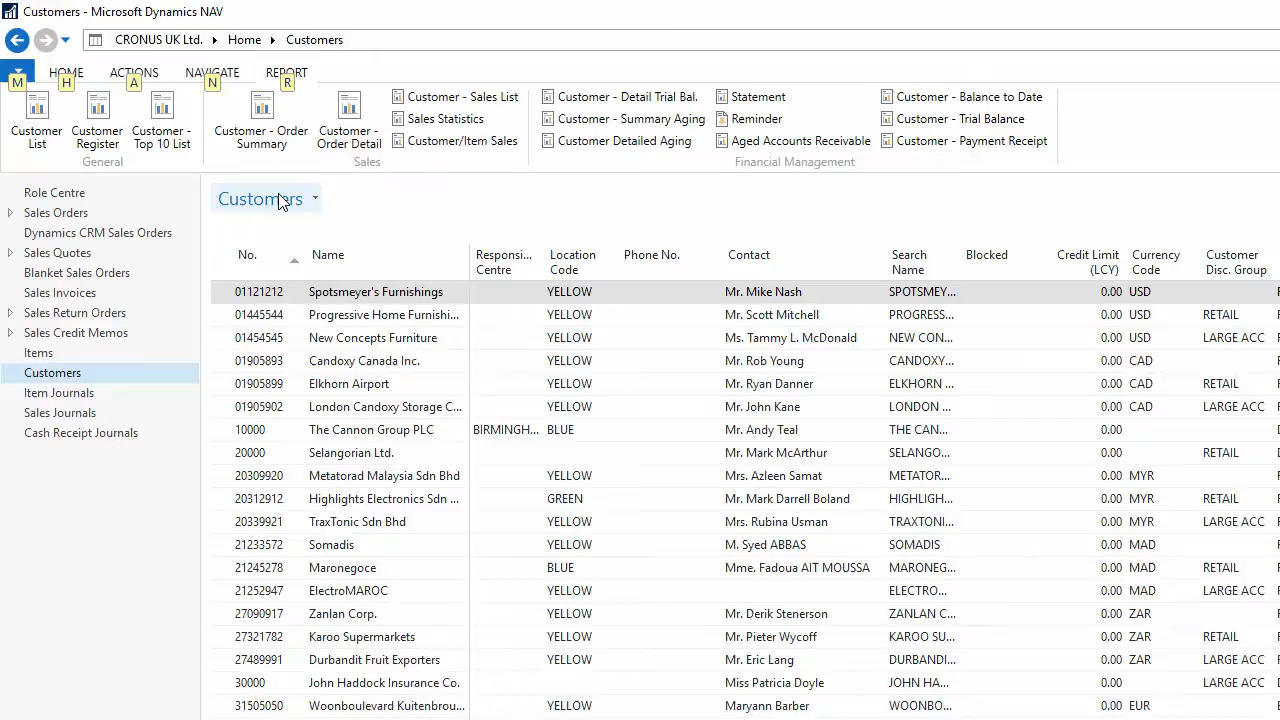 Customers - Microsoft Dynamics NAV
CRONUS UK Ltd. Home Customers
HOME ACTIONS NAVIGATE REPORT
M H A N R
Customer List
Customer Register
Customer - Top 10 List
General
Customer - Order Summary
Customer - Order Detail
Customer - Sales List
Sales Statistics
Customer/Item Sales
Sales
Customer - Detail Trial Bal.
Customer - Summary Aging
Customer Detailed Aging
Statement
Reminder
Aged Accounts Receivable
Customer - Balance to Date
Customer - Trial Balance
Customer - Payment Receipt
Financial Management
Role Centre
Sales Orders
Dynamics CRM Sales Orders
Sales Quotes
Blanket Sales Orders
Sales Invoices
Sales Return Orders
Sales Credit Memos
Items
Customers
Item Journals
Sales Journals
Cash Receipt Journals
Customers
No. Name Responsi... Centre Location Code Phone No. Contact Search Name Blocked Credit Limit (LCY) Currency Code Customer Disc. Group
01121212 Spotsmeyer's Furnishings YELLOW Mr. Mike Nash SPOTSMEY... 0.00 USD
01445544 Progressive Home Furnishi... YELLOW Mr. Scott Mitchell PROGRESS... 0.00 USD RETAIL
01454545 New Concepts Furniture YELLOW Ms. Tammy L. McDonald NEW CON... 0.00 USD LARGE ACC
01905893 Candoxy Canada Inc. YELLOW Mr. Rob Young CANDOXY... 0.00 CAD
01905899 Elkhorn Airport YELLOW Mr. Ryan Danner ELKHORN ... 0.00 CAD RETAIL
01905902 London Candoxy Storage C... YELLOW Mr. John Kane LONDON ... 0.00 CAD LARGE ACC
10000 The Cannon Group PLC BIRMINGH... BLUE Mr. Andy Teal THE CAN... 0.00
20000 Selangorian Ltd. Mr. Mark McArthur SELANGO... 0.00 RETAIL
20309920 Metatorad Malaysia Sdn Bhd YELLOW Mrs. Azleen Samat METATOR... 0.00 MYR
20312912 Highlights Electronics Sdn ... GREEN Mr. Mark Darrell Boland HIGHLIGH... 0.00 MYR RETAIL
20339921 TraxTonic Sdn Bhd YELLOW Mrs. Rubina Usman TRAXTONI... 0.00 MYR LARGE ACC
21233572 Somadis YELLOW M. Syed ABBAS SOMADIS 0.00 MAD
21245278 Maronegoce BLUE Mme. Fadoua AIT MOUSSA MARONEG... 0.00 MAD RETAIL
21252947 ElectroMAROC YELLOW ELECTRO... 0.00 MAD LARGE ACC
27090917 Zanlan Corp. YELLOW Mr. Derik Stenerson ZANLAN C... 0.00 ZAR
27321782 Karoo Supermarkets YELLOW Mr. Pieter Wycoff KAROO SU... 0.00 ZAR RETAIL
27489991 Durbandit Fruit Exporters YELLOW Mr. Eric Lang DURBANDI... 0.00 ZAR LARGE ACC
30000 John Haddock Insurance Co. Miss Patricia Doyle JOHN HA... 0.00 LARGE ACC
31505050 Woonboulevard Kuitenbrou... YELLOW Maryann Barber WOONBO... 0.00 EUR